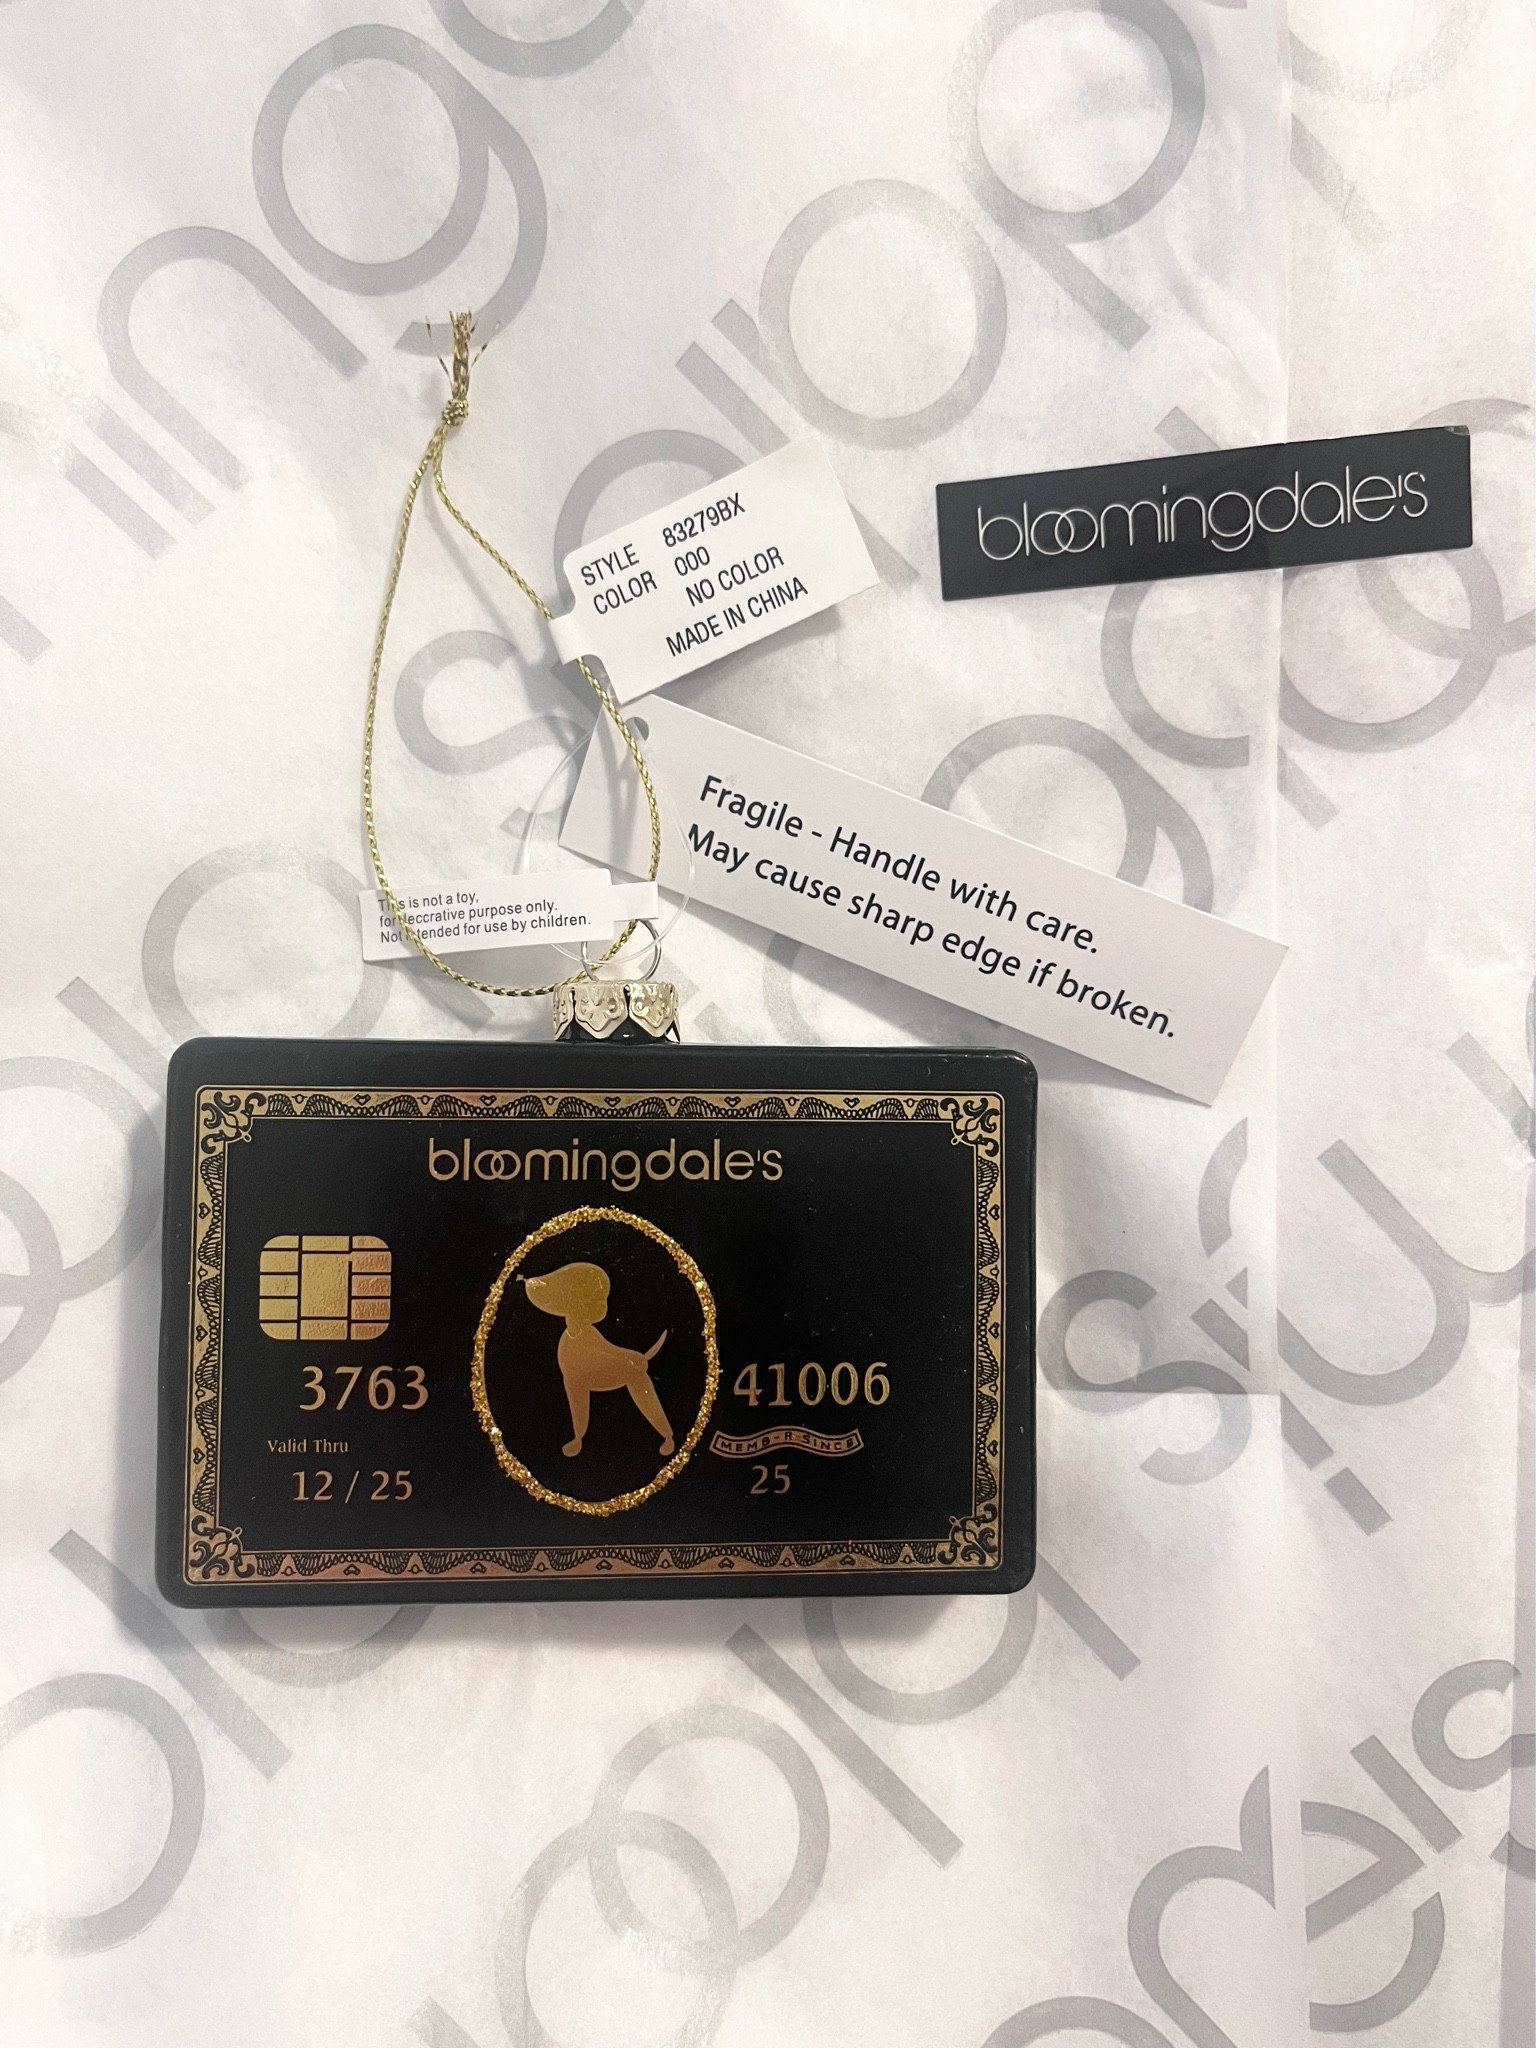 bloomingdale's
STYLE 83279BX
COLOR 000
NO COLOR
MADE IN CHINA
Fragile - Handle with care.
May cause sharp edge if broken.
This is not a toy,
for deccrative purpose only.
Not intended for use by children.
bloomingdale's
3763 41006
Valid Thru
MEMB-R SINCE
12 / 25 25